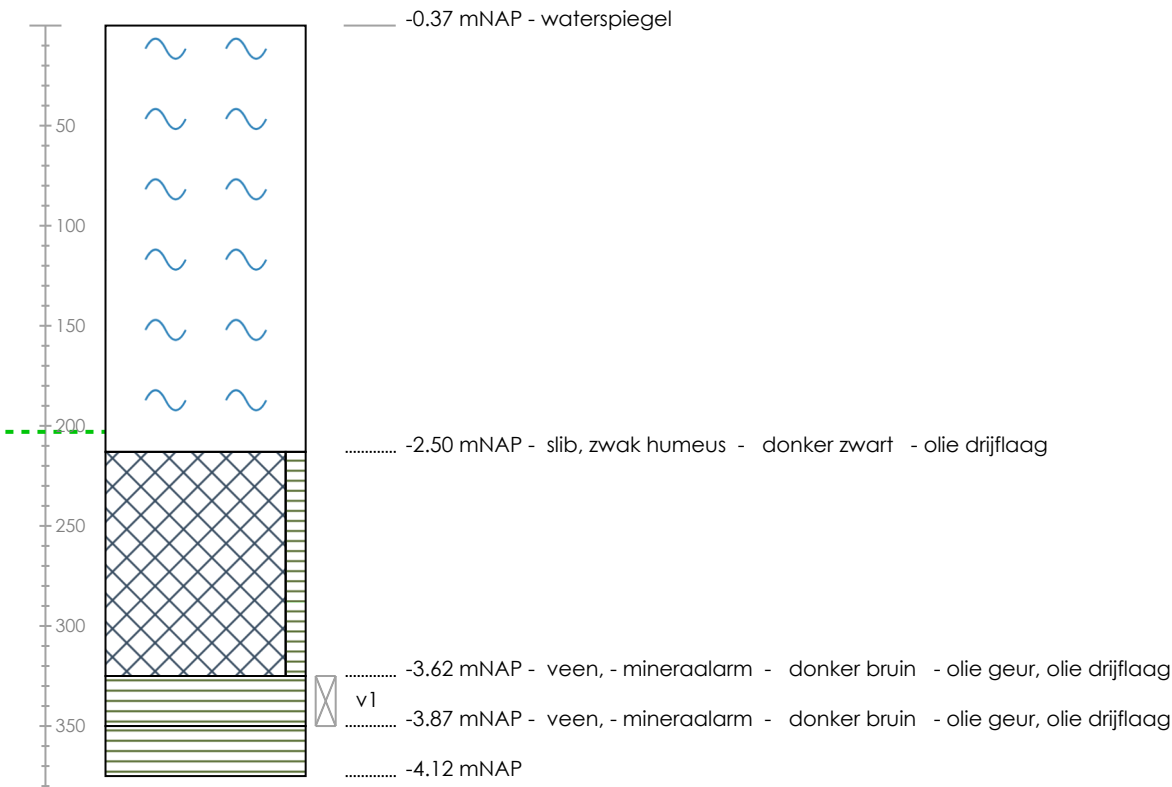 -0.37 mNAP - waterspiegel
50
100
150
200
-2.50 mNAP - slib, zwak humeus - donker zwart - olie drijflaag
250
300
-3.62 mNAP - veen, - mineraalarm - donker bruin - olie geur, olie drijflaag
v1
-3.87 mNAP - veen, - mineraalarm - donker bruin - olie geur, olie drijflaag
350
-4.12 mNAP